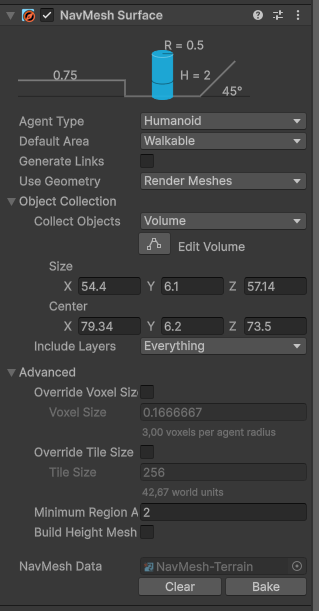 NavMesh Surface
R = 0.5
0.75
H = 2
45°
Agent Type Humanoid
Default Area Walkable
Generate Links
Use Geometry Render Meshes
Object Collection
Collect Objects Volume
Edit Volume
Size
X 54.4 Y 6.1 Z 57.14
Center
X 79.34 Y 6.2 Z 73.5
Include Layers Everything
Advanced
Override Voxel Siz
Voxel Size 0.1666667
3,00 voxels per agent radius
Override Tile Size
Tile Size 256
42,67 world units
Minimum Region A 2
Build Height Mesh
NavMesh Data NavMesh-Terrain
Clear Bake